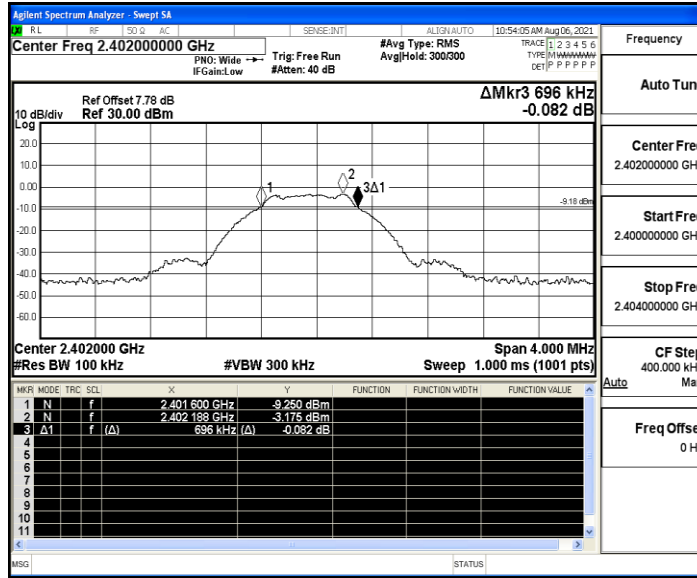 Agilent Spectrum Analyzer - Swept SA
RL RF 50 Ω AC SENSE:INT ALIGN AUTO 10:54:05 AM Aug 06, 2021
Center Freq 2.402000000 GHz
PNO: Wide
IFGain:Low
Trig: Free Run
#Atten: 40 dB
#Avg Type: RMS
Avg|Hold: 300/300
TRACE 1 2 3 4 5 6
TYPE M
DET P P P P P P
Frequency
Auto Tun
Ref Offset 7.78 dB
10 dB/div Ref 30.00 dBm
Log
ΔMkr3 696 kHz
-0.082 dB
20.0
10.0
0.00
-10.0
-20.0
-30.0
-40.0
-50.0
-60.0
1
2
3Δ1
-9.18 dBm
Center Fre
2.402000000 GH
Start Fre
2.400000000 GH
Stop Fre
2.404000000 GH
Center 2.402000 GHz Span 4.000 MHz
#Res BW 100 kHz #VBW 300 kHz Sweep 1.000 ms (1001 pts)
CF Step
400.000 kH
Auto Ma
MKR MODE TRC SCL X Y FUNCTION FUNCTION WIDTH FUNCTION VALUE
1 N f 2.401 600 GHz -9.250 dBm
2 N f 2.402 188 GHz -3.175 dBm
3 Δ1 f (Δ) 696 kHz (Δ) -0.082 dB
4
5
6
7
8
9
10
11
Freq Offse
0 H
MSG STATUS